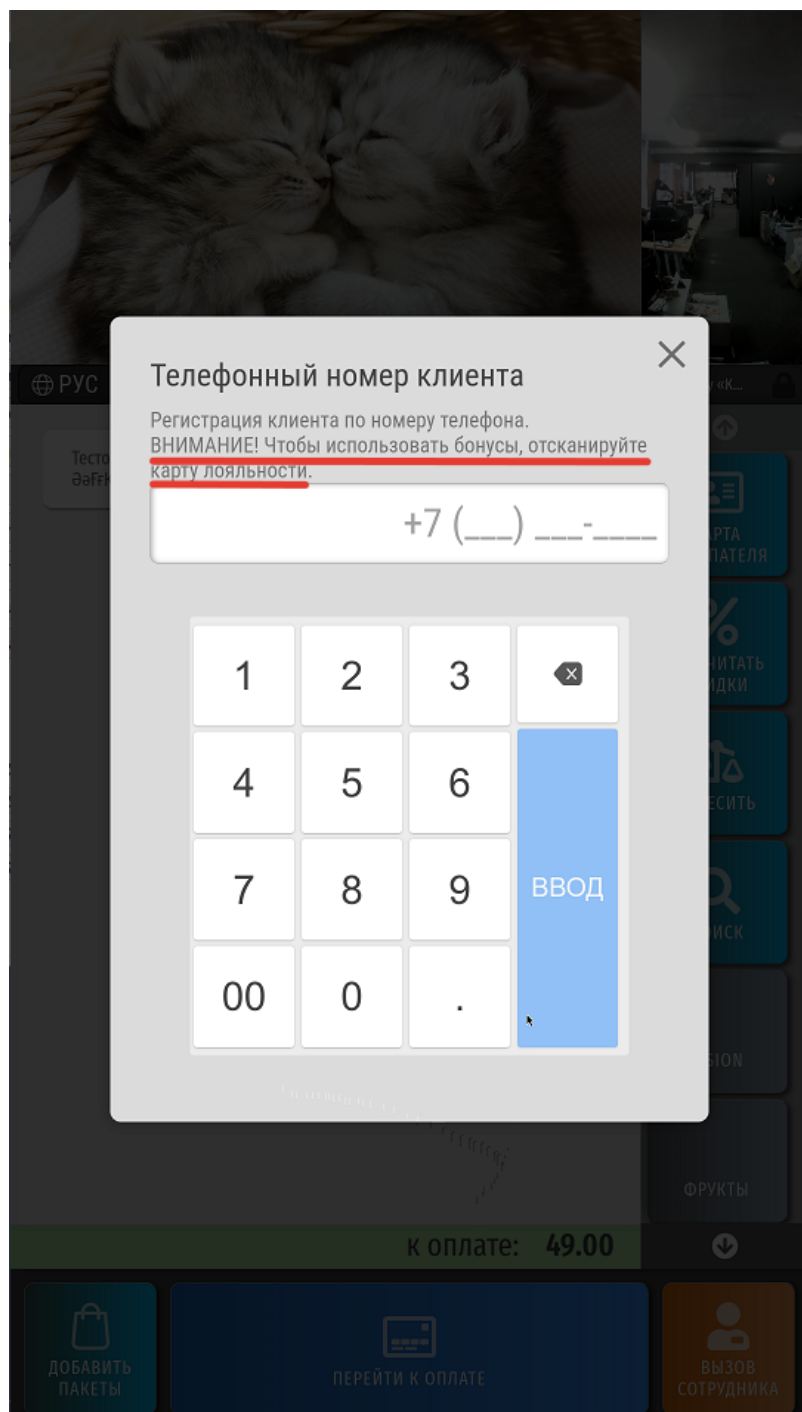 РУС
Телефонный номер клиента
Регистрация клиента по номеру телефона.
ВНИМАНИЕ! Чтобы использовать бонусы, отсканируйте
карту лояльности.
+7 (___) ___-____
1 2 3
4 5 6
ВВОД
7 8 9
00 0 .
ФРУКТЫ
к оплате: 49.00
ДОБАВИТЬ
ПАКЕТЫ
ПЕРЕЙТИ К ОПЛАТЕ
ВЫЗОВ
СОТРУДНИКА